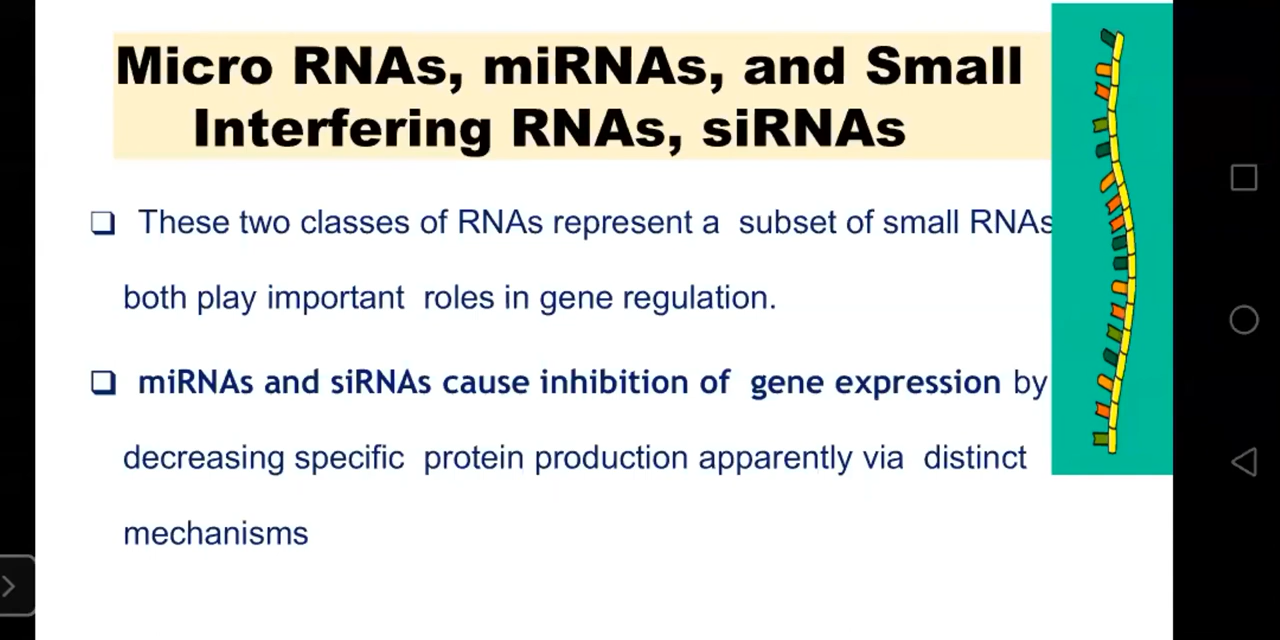 Micro RNAs, miRNAs, and Small
Interfering RNAs, siRNAs
These two classes of RNAs represent a subset of small RNAs
both play important roles in gene regulation.
miRNAs and siRNAs cause inhibition of gene expression by
decreasing specific protein production apparently via distinct
mechanisms